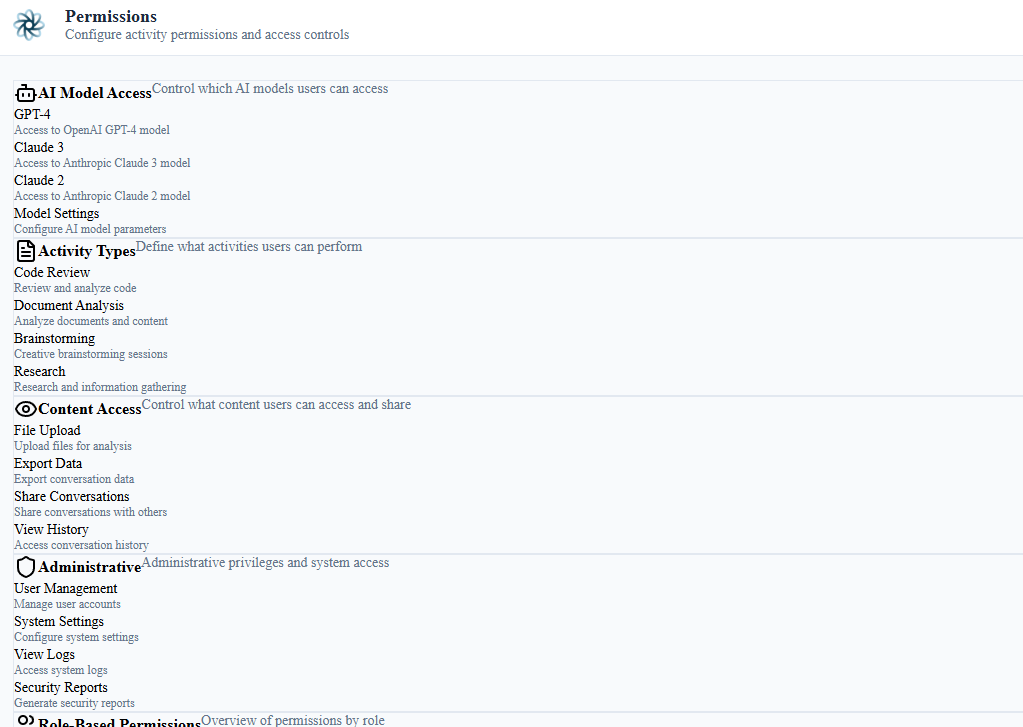 Permissions
Configure activity permissions and access controls
AI Model Access Control which AI models users can access
GPT-4
Access to OpenAI GPT-4 model
Claude 3
Access to Anthropic Claude 3 model
Claude 2
Access to Anthropic Claude 2 model
Model Settings
Configure AI model parameters
Activity Types Define what activities users can perform
Code Review
Review and analyze code
Document Analysis
Analyze documents and content
Brainstorming
Creative brainstorming sessions
Research
Research and information gathering
Content Access Control what content users can access and share
File Upload
Upload files for analysis
Export Data
Export conversation data
Share Conversations
Share conversations with others
View History
Access conversation history
Administrative Administrative privileges and system access
User Management
Manage user accounts
System Settings
Configure system settings
View Logs
Access system logs
Security Reports
Generate security reports
Role-Based Permissions Overview of permissions by role